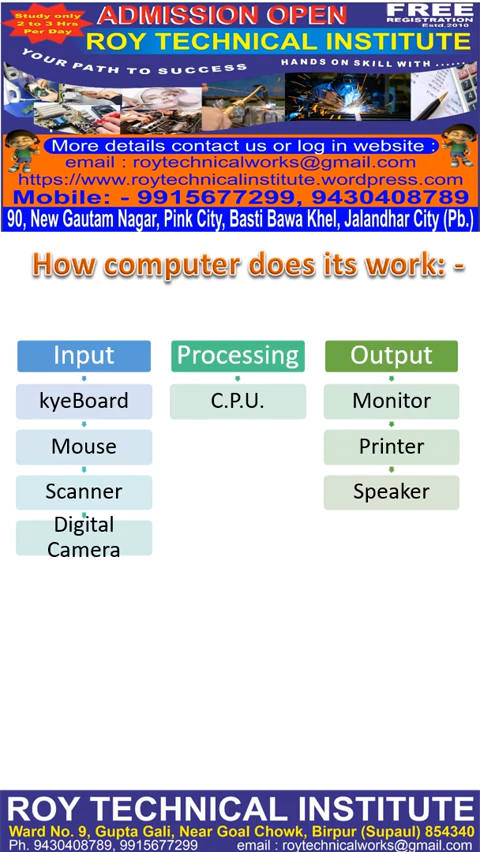 Study only
2 to 3 Hrs
Per Day
ADMISSION OPEN
FREE
REGISTRATION
Estd.2010
ROY TECHNICAL INSTITUTE
YOUR PATH TO SUCCESS
HANDS ON SKILL WITH ......
More details contact us or log in website :
email : roytechnicalworks@gmail.com
https://www.roytechnicalinstitute.wordpress.com
Mobile: - 9915677299, 9430408789
90, New Gautam Nagar, Pink City, Basti Bawa Khel, Jalandhar City (Pb.)
How computer does its work: -
Input
kyeBoard
Mouse
Scanner
Digital
Camera
Processing
C.P.U.
Output
Monitor
Printer
Speaker
ROY TECHNICAL INSTITUTE
Ward No. 9, Gupta Gali, Near Goal Chowk, Birpur (Supaul) 854340
Ph. 9430408789, 9915677299 email : roytechnicalworks@gmail.com